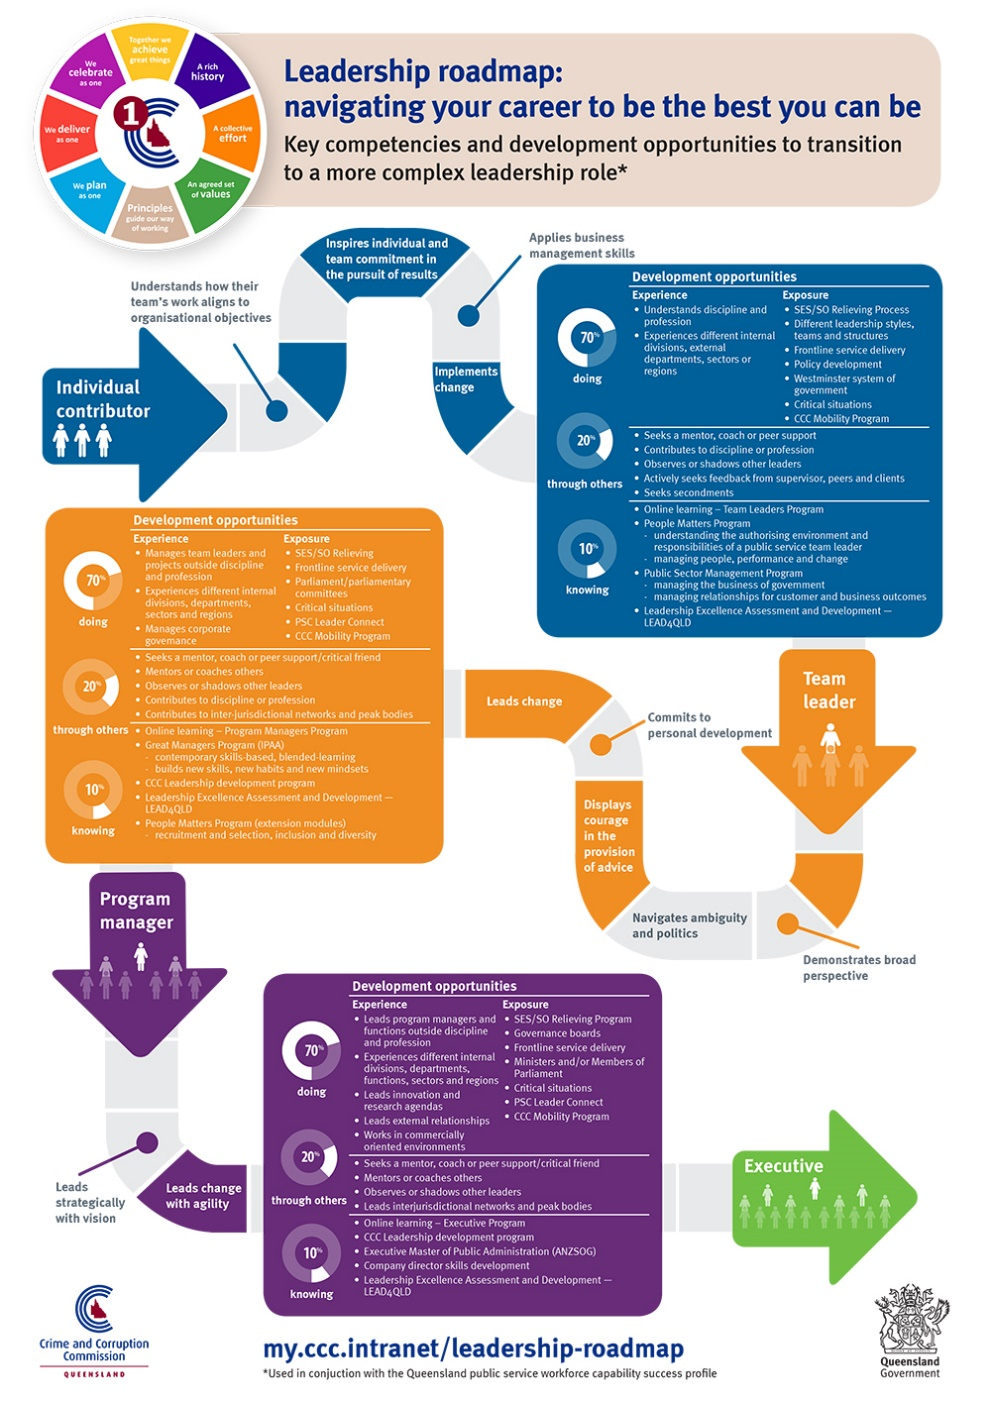 Together we
achieve
great things
A rich
history
A collective
effort
An agreed set
of values
Principles
guide our way
of working
We plan
as one
We deliver
as one
We
celebrate
as one
1
Leadership roadmap:
navigating your career to be the best you can be
Key competencies and development opportunities to transition
to a more complex leadership role*
Individual
contributor
Understands how their
team's work aligns to
organisational objectives
Inspires individual and
team commitment in
the pursuit of results
Applies business
management skills
Implements
change
Development opportunities
70%
doing
Experience
• Understands discipline and
profession
• Experiences different internal
divisions, external
departments, sectors or
regions
Exposure
• SES/SO Relieving Process
• Different leadership styles,
teams and structures
• Frontline service delivery
• Policy development
• Westminster system of
government
• Critical situations
• CCC Mobility Program
20%
through others
• Seeks a mentor, coach or peer support
• Contributes to discipline or profession
• Observes or shadows other leaders
• Actively seeks feedback from supervisor, peers and clients
• Seeks secondments
10%
knowing
• Online learning – Team Leaders Program
• People Matters Program
- understanding the authorising environment and
responsibilities of a public service team leader
- managing people, performance and change
• Public Sector Management Program
- managing the business of government
- managing relationships for customer and business outcomes
• Leadership Excellence Assessment and Development —
LEAD4QLD
Team
leader
Demonstrates broad
perspective
Navigates ambiguity
and politics
Displays
courage
in the
provision
of advice
Commits to
personal development
Leads change
Development opportunities
70%
doing
Experience
• Manages team leaders and
projects outside discipline
and profession
• Experiences different internal
divisions, departments,
sectors and regions
• Manages corporate
governance
Exposure
• SES/SO Relieving
• Frontline service delivery
• Parliament/parliamentary
committees
• Critical situations
• PSC Leader Connect
• CCC Mobility Program
20%
through others
• Seeks a mentor, coach or peer support/critical friend
• Mentors or coaches others
• Observes or shadows other leaders
• Contributes to discipline or profession
• Contributes to inter-jurisdictional networks and peak bodies
10%
knowing
• Online learning – Program Managers Program
• Great Managers Program (IPAA)
- contemporary skills-based, blended-learning
- builds new skills, new habits and new mindsets
• CCC Leadership development program
• Leadership Excellence Assessment and Development —
LEAD4QLD
• People Matters Program (extension modules)
- recruitment and selection, inclusion and diversity
Program
manager
Leads
strategically
with vision
Leads change
with agility
Development opportunities
70%
doing
Experience
• Leads program managers and
functions outside discipline
and profession
• Experiences different internal
divisions, departments,
functions, sectors and regions
• Leads innovation and
research agendas
• Leads external relationships
• Works in commercially
oriented environments
Exposure
• SES/SO Relieving Program
• Governance boards
• Frontline service delivery
• Ministers and/or Members of
Parliament
• Critical situations
• PSC Leader Connect
• CCC Mobility Program
20%
through others
• Seeks a mentor, coach or peer support/critical friend
• Mentors or coaches others
• Observes or shadows other leaders
• Leads interjurisdictional networks and peak bodies
10%
knowing
• Online learning – Executive Program
• CCC Leadership development program
• Executive Master of Public Administration (ANZSOG)
• Company director skills development
• Leadership Excellence Assessment and Development —
LEAD4QLD
Executive
Crime and Corruption
Commission
QUEENSLAND
my.ccc.intranet/leadership-roadmap
*Used in conjuction with the Queensland public service workforce capability success profile
Queensland
Government